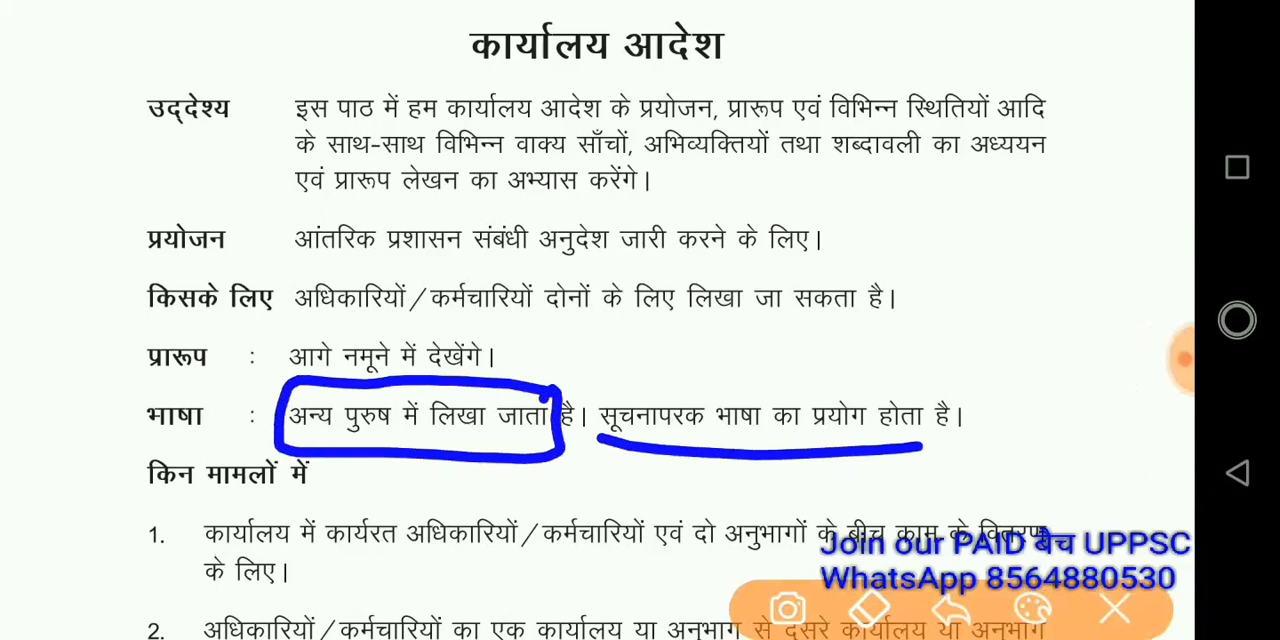 कार्यालय आदेश
उद्देश्य इस पाठ में हम कार्यालय आदेश के प्रयोजन, प्रारूप एवं विभिन्न स्थितियों आदि
के साथ-साथ विभिन्न वाक्य साँचों, अभिव्यक्तियों तथा शब्दावली का अध्ययन
एवं प्रारूप लेखन का अभ्यास करेंगे।
प्रयोजन आंतरिक प्रशासन संबंधी अनुदेश जारी करने के लिए।
किसके लिए अधिकारियों/कर्मचारियों दोनों के लिए लिखा जा सकता है।
प्रारूप : आगे नमूने में देखेंगे।
भाषा : अन्य पुरुष में लिखा जाता है। सूचनापरक भाषा का प्रयोग होता है।
किन मामलों में
1. कार्यालय में कार्यरत अधिकारियों/कर्मचारियों एवं दो अनुभागों के बीच काम के वितरण
के लिए।
Join our PAID बैच UPPSC
WhatsApp 8564880530
2. अधिकारियों/कर्मचारियों का एक कार्यालय या अनुभाग से दूसरे कार्यालय या अनुभाग